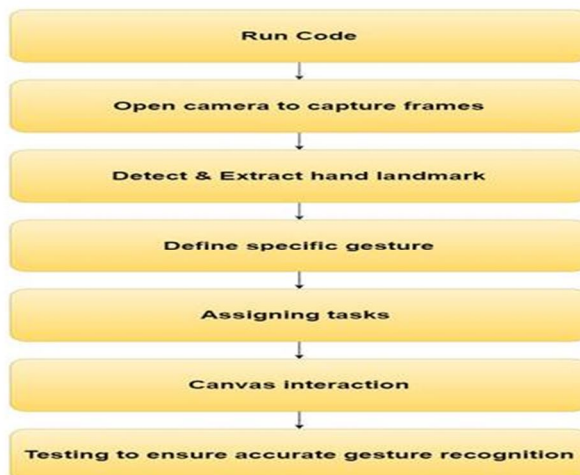 Run Code
Open camera to capture frames
Detect & Extract hand landmark
Define specific gesture
Assigning tasks
Canvas interaction
Testing to ensure accurate gesture recognition